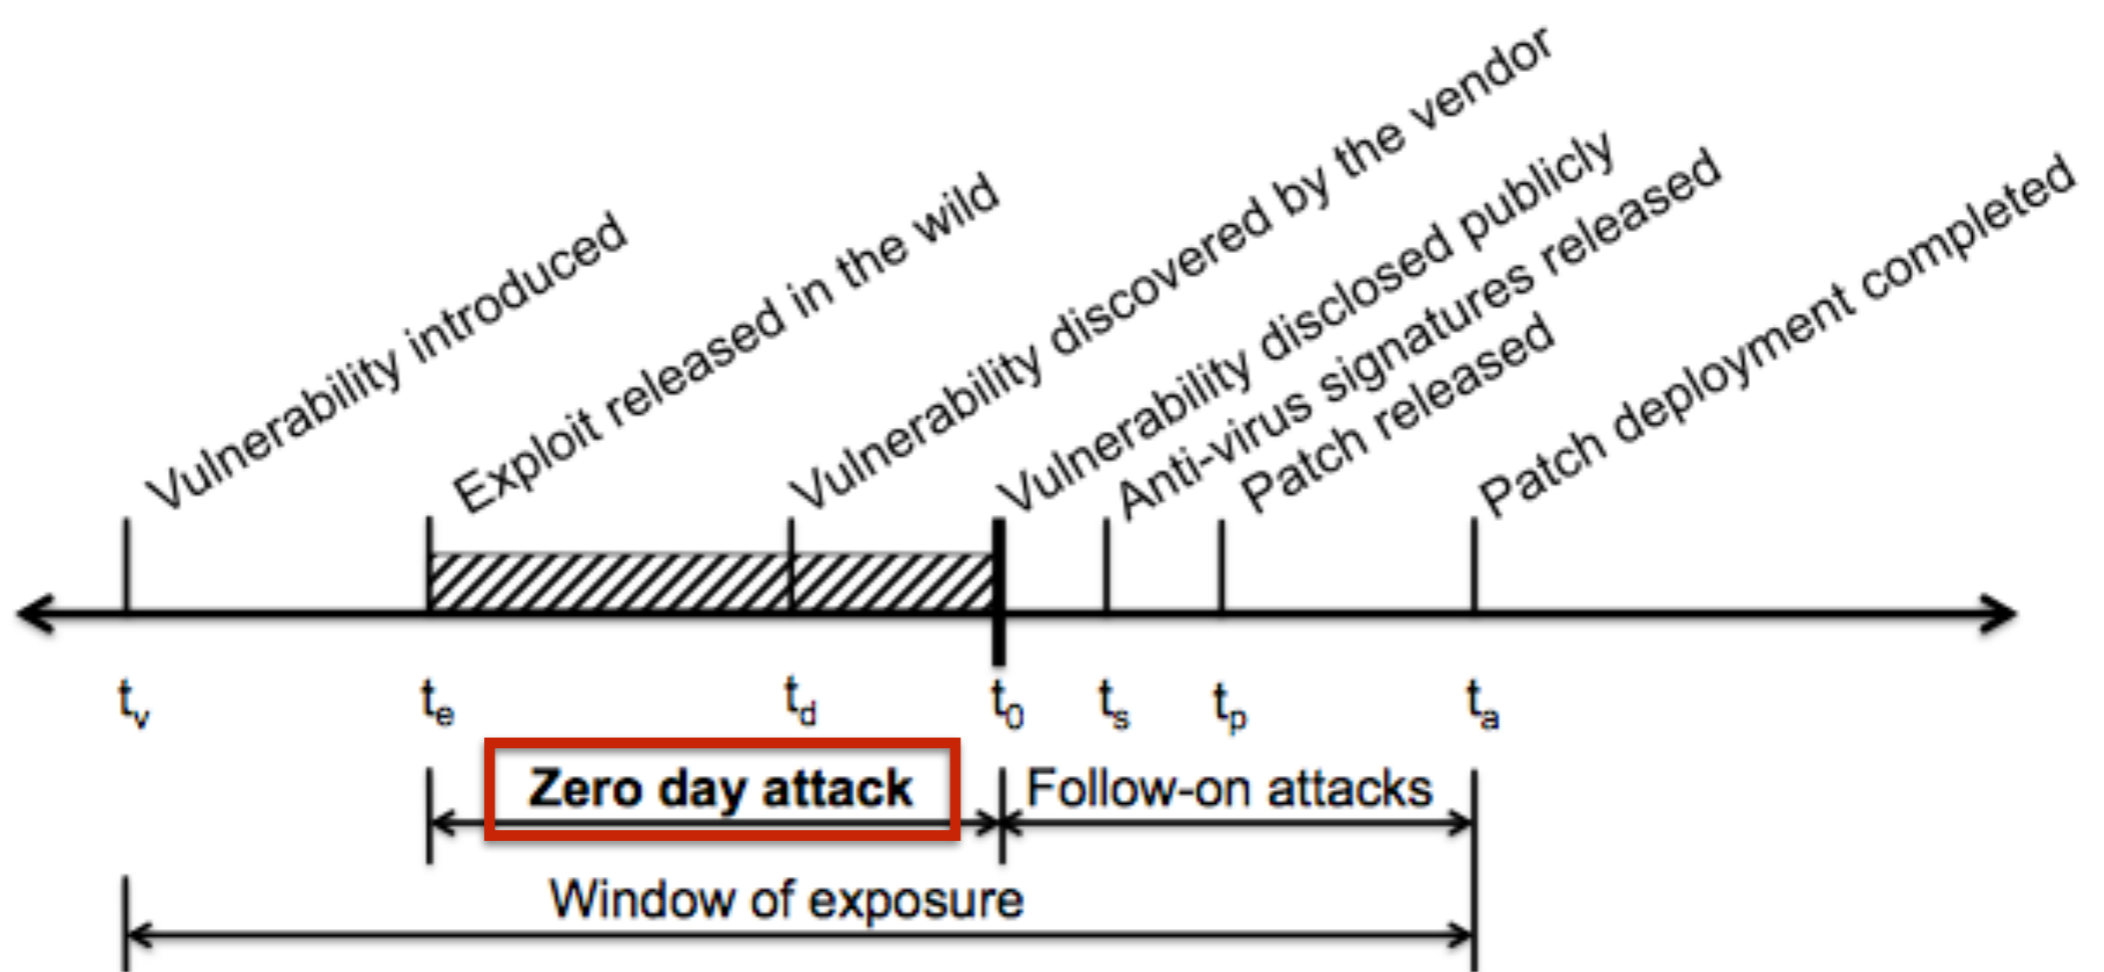 Vulnerability introduced
Exploit released in the wild
Vulnerability discovered by the vendor
Vulnerability disclosed publicly
Anti-virus signatures released
Patch released
Patch deployment completed
tv te td t0 ts tp ta
Zero day attack
Follow-on attacks
Window of exposure